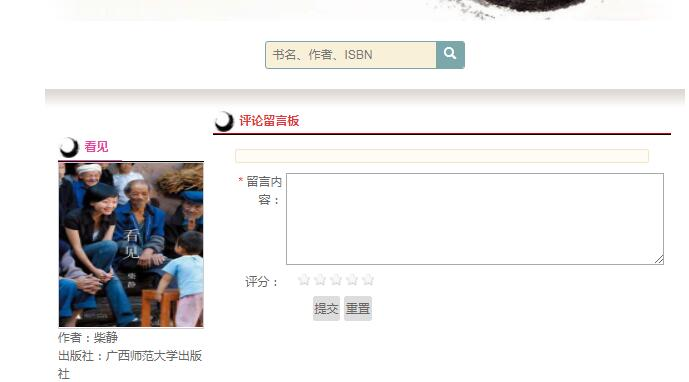 书名、作者、ISBN
评论留言板
看见
* 留言内
容：
评分：
提交 重置
看
见
柴静
作者：柴静
出版社：广西师范大学出版
社